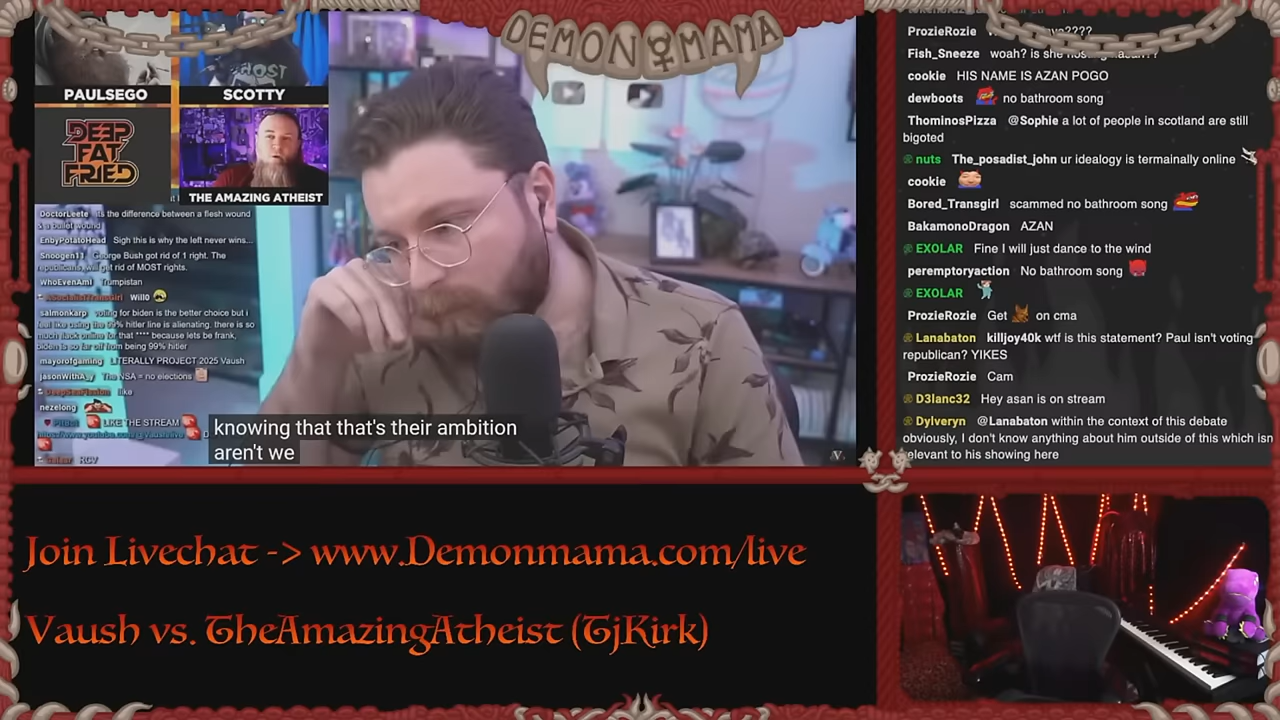 DEMON MAMA
PAULSEGO
SCOTTY
GHOST
DEEP
FAT
FRIED
THE AMAZING ATHEIST
DoctorLeete its the difference between a flesh wound
& a bullet wound
EnbyPotatoHead Sigh this is why the left never wins...
Snoogen11 George Bush got rid of 1 right. The
republicans will get rid of MOST rights.
WhoEvenAmI Trumpistan
Will0
salmonkarp voting for biden is the better choice but i
feel like using the 99% hitler line is alienating. there is so
much flack online for that **** because lets be frank,
biden is so far off from being 99% hitler
mayorofgaming LITERALLY PROJECT 2025 Vaush
jasonwithAjy The NSA = no elections
like
nezelong
LIKE THE STREAM
RCV
knowing that that's their ambition
aren't we
V
ProzieRozie
Fish_Sneeze woah? is she
cookie HIS NAME IS AZAN POGO
dewboots no bathroom song
ThominosPizza @Sophie a lot of people in scotland are still
bigoted
nuts The_posadist_john ur idealogy is termainally online
cookie
Bored_Transgirl scammed no bathroom song
BakamonoDragon AZAN
EXOLAR Fine I will just dance to the wind
peremptoryaction No bathroom song
EXOLAR
ProzieRozie Get on cma
Lanabaton killjoy40k wtf is this statement? Paul isn't voting
republican? YIKES
ProzieRozie Cam
D3lanc32 Hey asan is on stream
Dylveryn @Lanabaton within the context of this debate
obviously, I don't know anything about him outside of this which isn
relevant to his showing here
Join Livechat -> www.Demonmama.com/live
Vaush vs. TheAmazingAtheist (TjKirk)